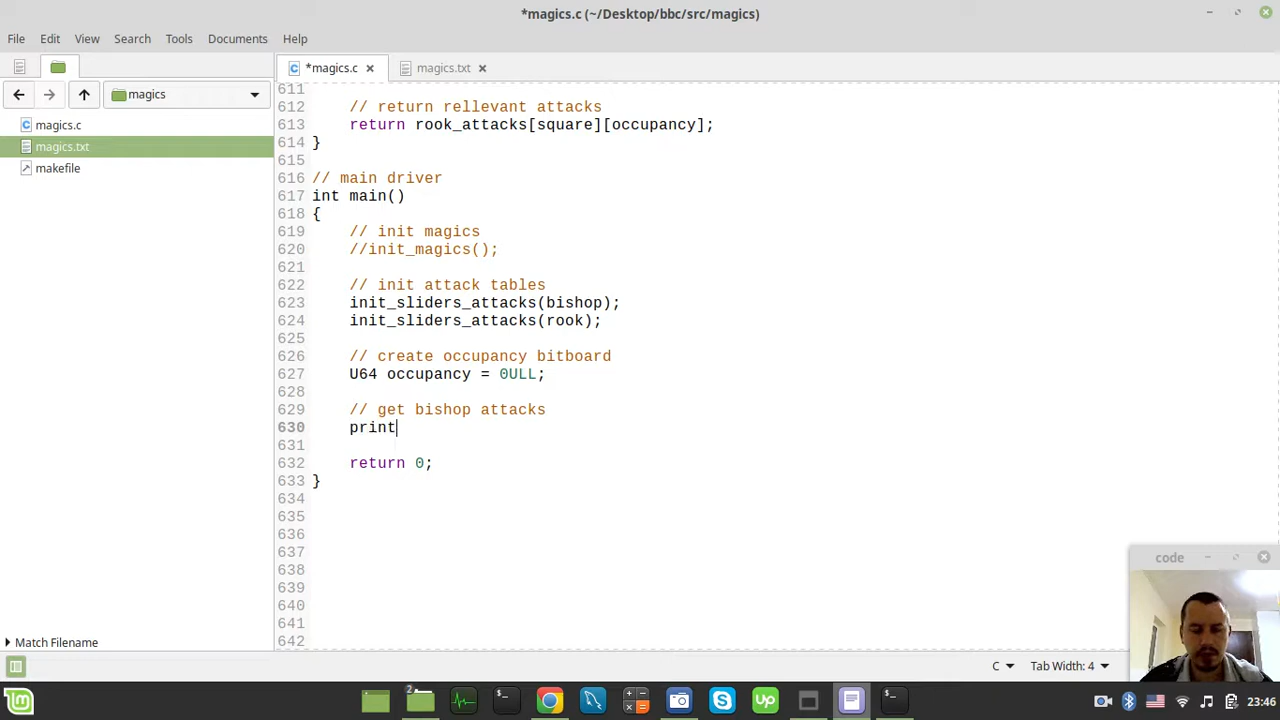 *magics.c (~/Desktop/bbc/src/magics)
File Edit View Search Tools Documents Help
*magics.c magics.txt
magics
magics.c
magics.txt
makefile
611
612 // return rellevant attacks
613 return rook_attacks[square][occupancy];
614 }
615
616 // main driver
617 int main()
618 {
619 // init magics
620 //init_magics();
621
622 // init attack tables
623 init_sliders_attacks(bishop);
624 init_sliders_attacks(rook);
625
626 // create occupancy bitboard
627 U64 occupancy = 0ULL;
628
629 // get bishop attacks
630 print
631
632 return 0;
633 }
634
635
636
637
638
639
640
641
642
code
Match Filename
C Tab Width: 4
2
23:46